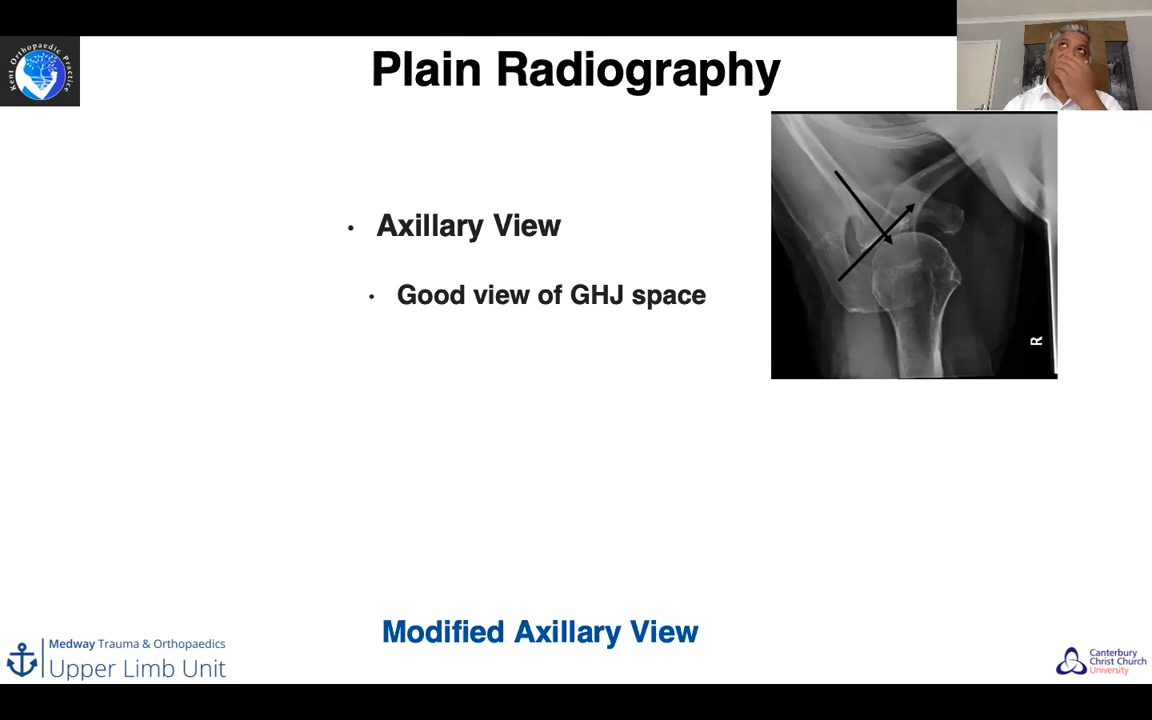 Kent Orthopaedic Practice
Plain Radiography
• Axillary View
• Good view of GHJ space
R
Modified Axillary View
Medway Trauma & Orthopaedics
Upper Limb Unit
Canterbury
Christ Church
University